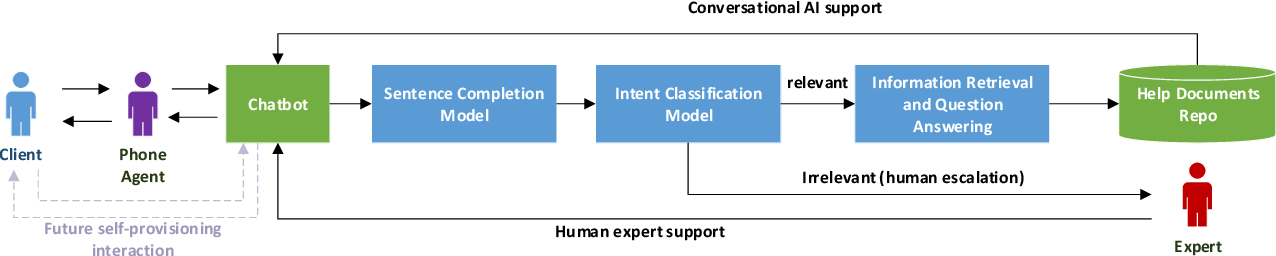 Conversational AI support
Chatbot
Sentence Completion
Model
Intent Classification
Model
relevant
Information Retrieval
and Question
Answering
Help Documents
Repo
Client
Phone
Agent
Irrelevant (human escalation)
Future self-provisioning
interaction
Human expert support
Expert